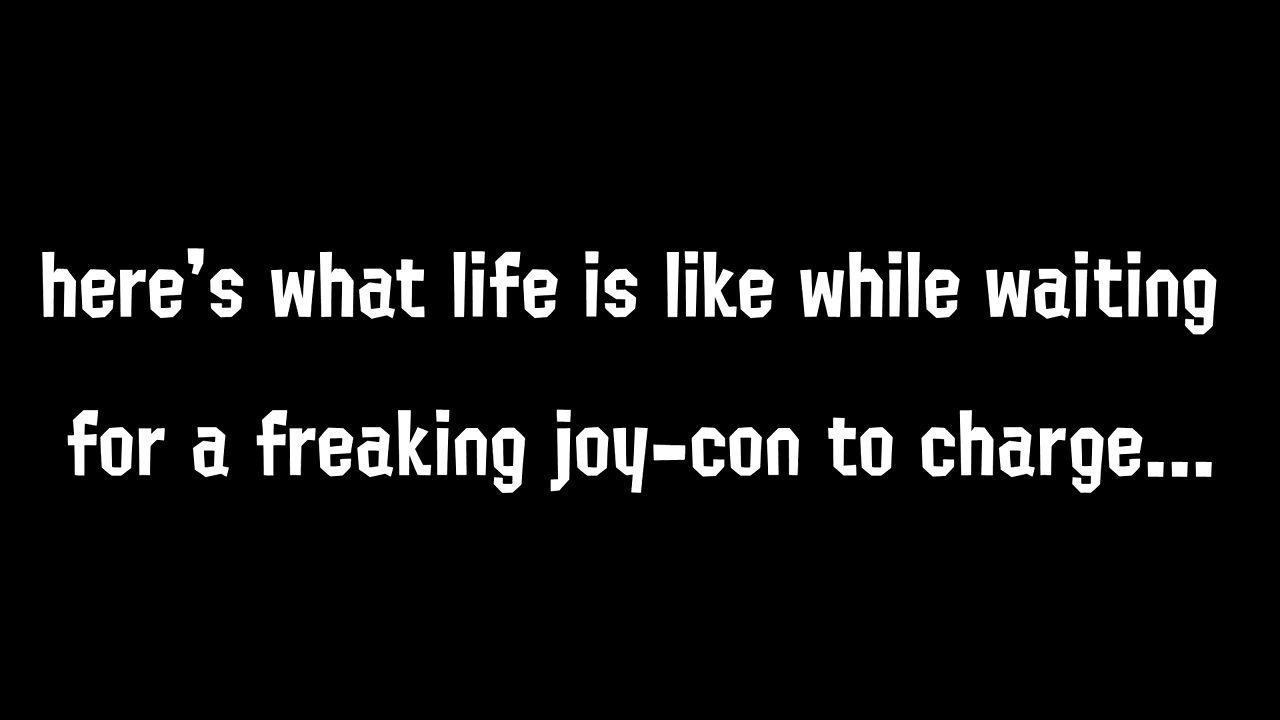 here's what life is like while waiting
for a freaking joy-con to charge...